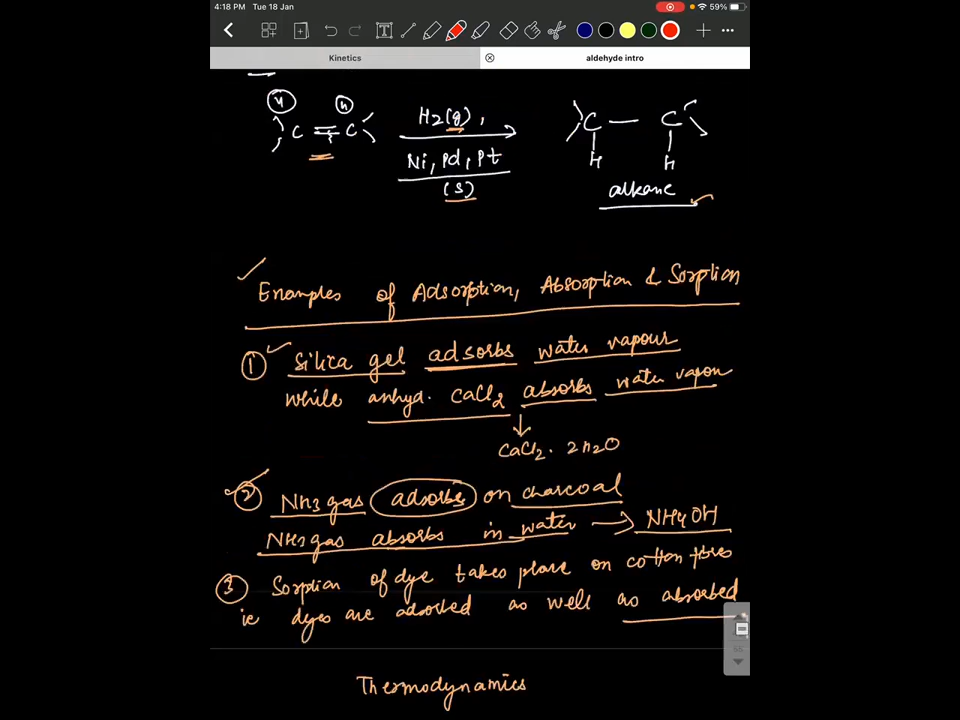 4:18 PM Tue 18 Jan 59%
Kinetics aldehyde intro
C = C H2(g), C — C
Ni, Pd, Pt H H
(s) alkane
Examples of Adsorption, Absorption & Sorption
① Silica gel adsorbs water vapour
while anhyd. CaCl2 absorbs water vapour
↓
CaCl2. 2H2O
② NH3 gas adsorbs on charcoal
NH3 gas absorbs in water → NH4OH
③ Sorption of dye takes place on cotton fibres
ie dyes are adsorbed as well as absorbed
Thermodynamics